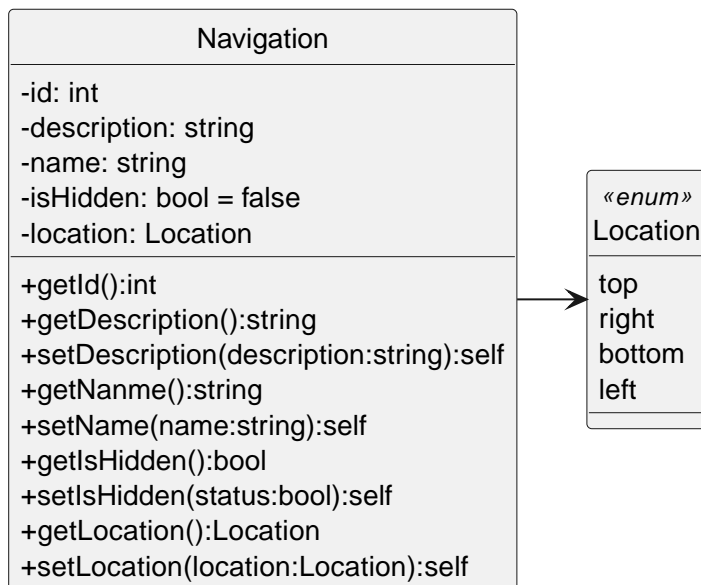 Navigation
-id: int
-description: string
-name: string
-isHidden: bool = false
-location: Location
+getId():int
+getDescription():string
+setDescription(description:string):self
+getNanme():string
+setName(name:string):self
+getIsHidden():bool
+setIsHidden(status:bool):self
+getLocation():Location
+setLocation(location:Location):self
«enum»
Location
top
right
bottom
left